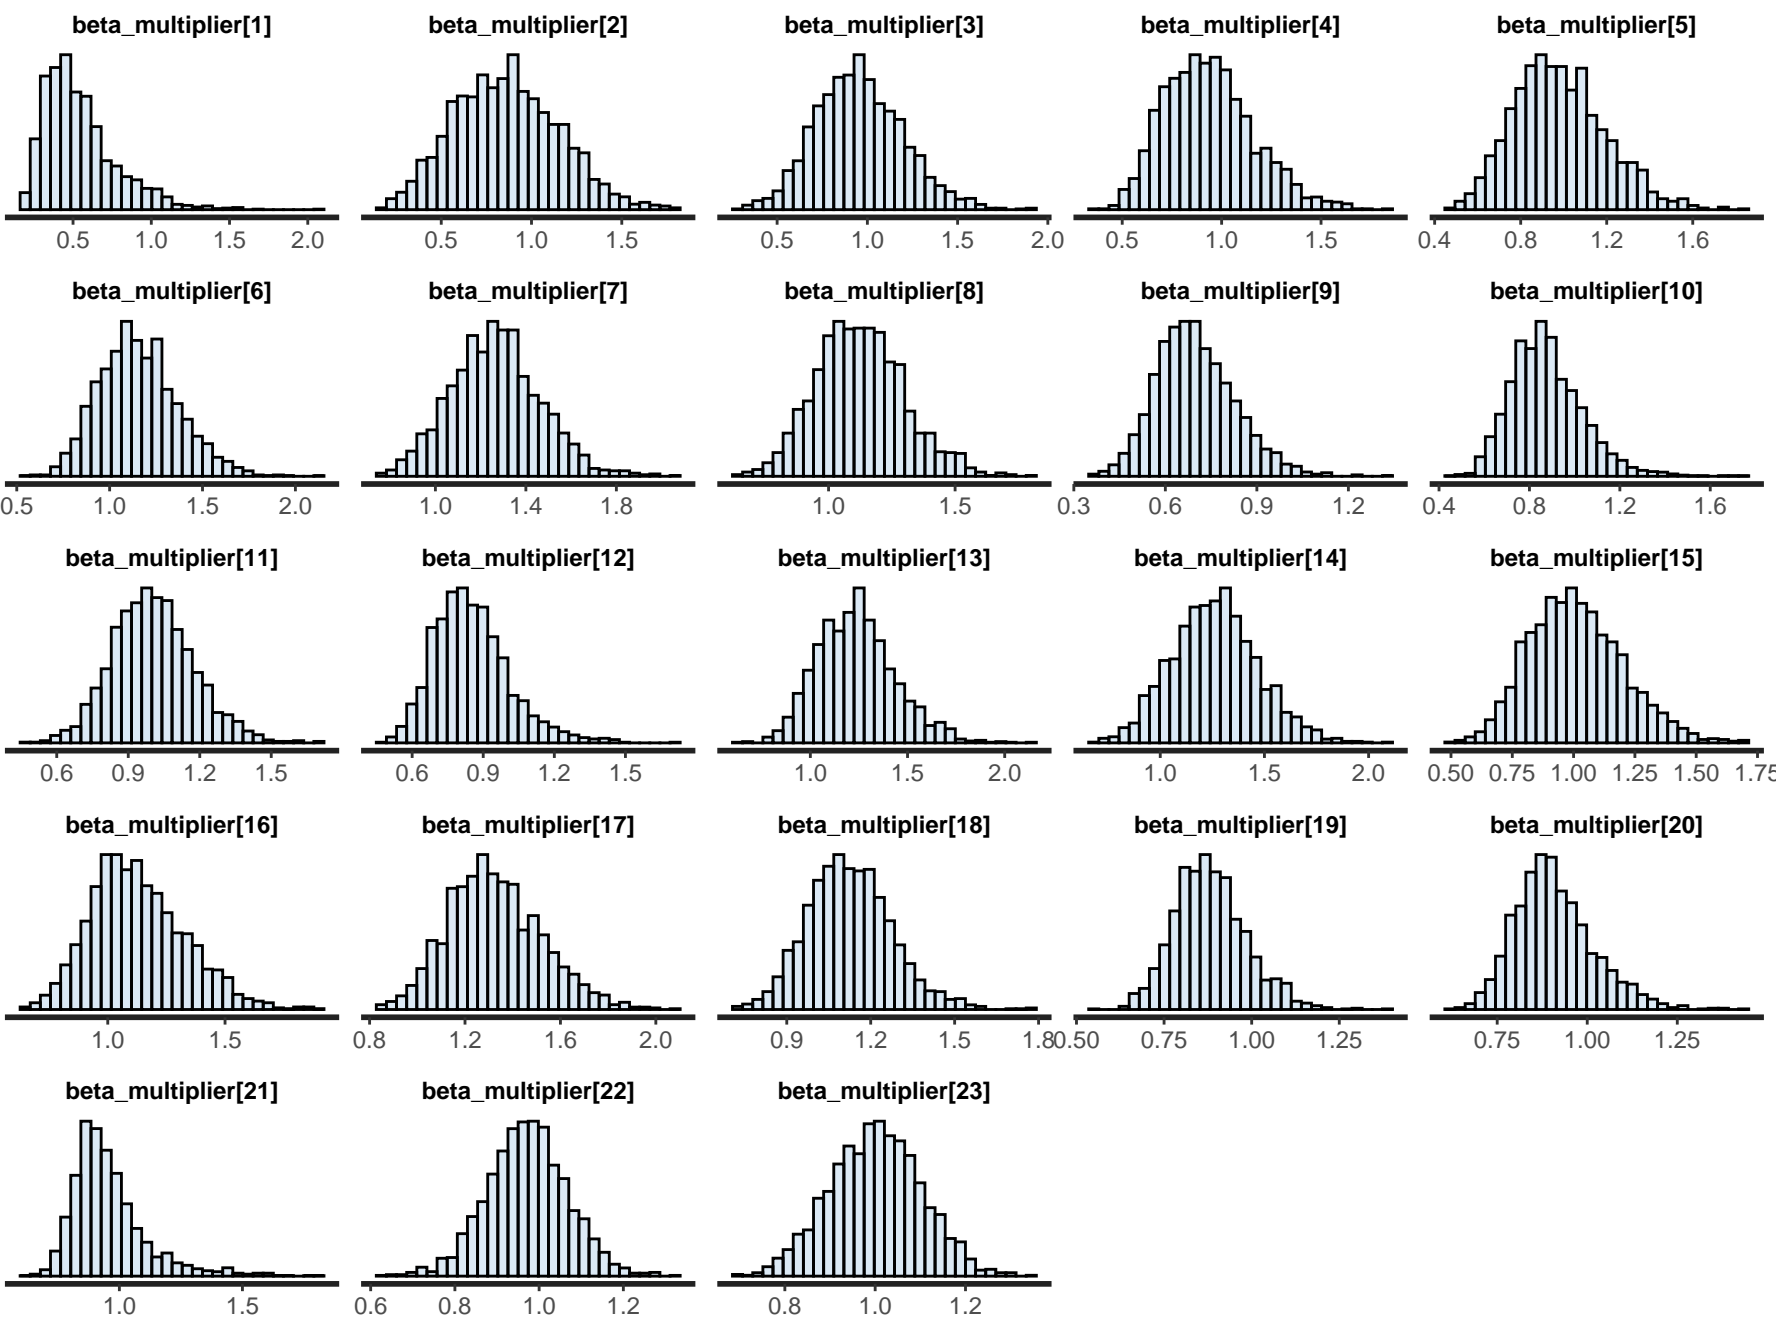 beta_multiplier[1] beta_multiplier[2] beta_multiplier[3] beta_multiplier[4] beta_multiplier[5]
0.5 1.0 1.5 2.0 0.5 1.0 1.5 0.5 1.0 1.5 2.0 0.5 1.0 1.5 0.4 0.8 1.2 1.6
beta_multiplier[6] beta_multiplier[7] beta_multiplier[8] beta_multiplier[9] beta_multiplier[10]
0.5 1.0 1.5 2.0 1.0 1.4 1.8 1.0 1.5 0.3 0.6 0.9 1.2 0.4 0.8 1.2 1.6
beta_multiplier[11] beta_multiplier[12] beta_multiplier[13] beta_multiplier[14] beta_multiplier[15]
0.6 0.9 1.2 1.5 0.6 0.9 1.2 1.5 1.0 1.5 2.0 1.0 1.5 2.0 0.50 0.75 1.00 1.25 1.50 1.75
beta_multiplier[16] beta_multiplier[17] beta_multiplier[18] beta_multiplier[19] beta_multiplier[20]
1.0 1.5 0.8 1.2 1.6 2.0 0.9 1.2 1.5 1.8 0.50 0.75 1.00 1.25 0.75 1.00 1.25
beta_multiplier[21] beta_multiplier[22] beta_multiplier[23]
1.0 1.5 0.6 0.8 1.0 1.2 0.8 1.0 1.2